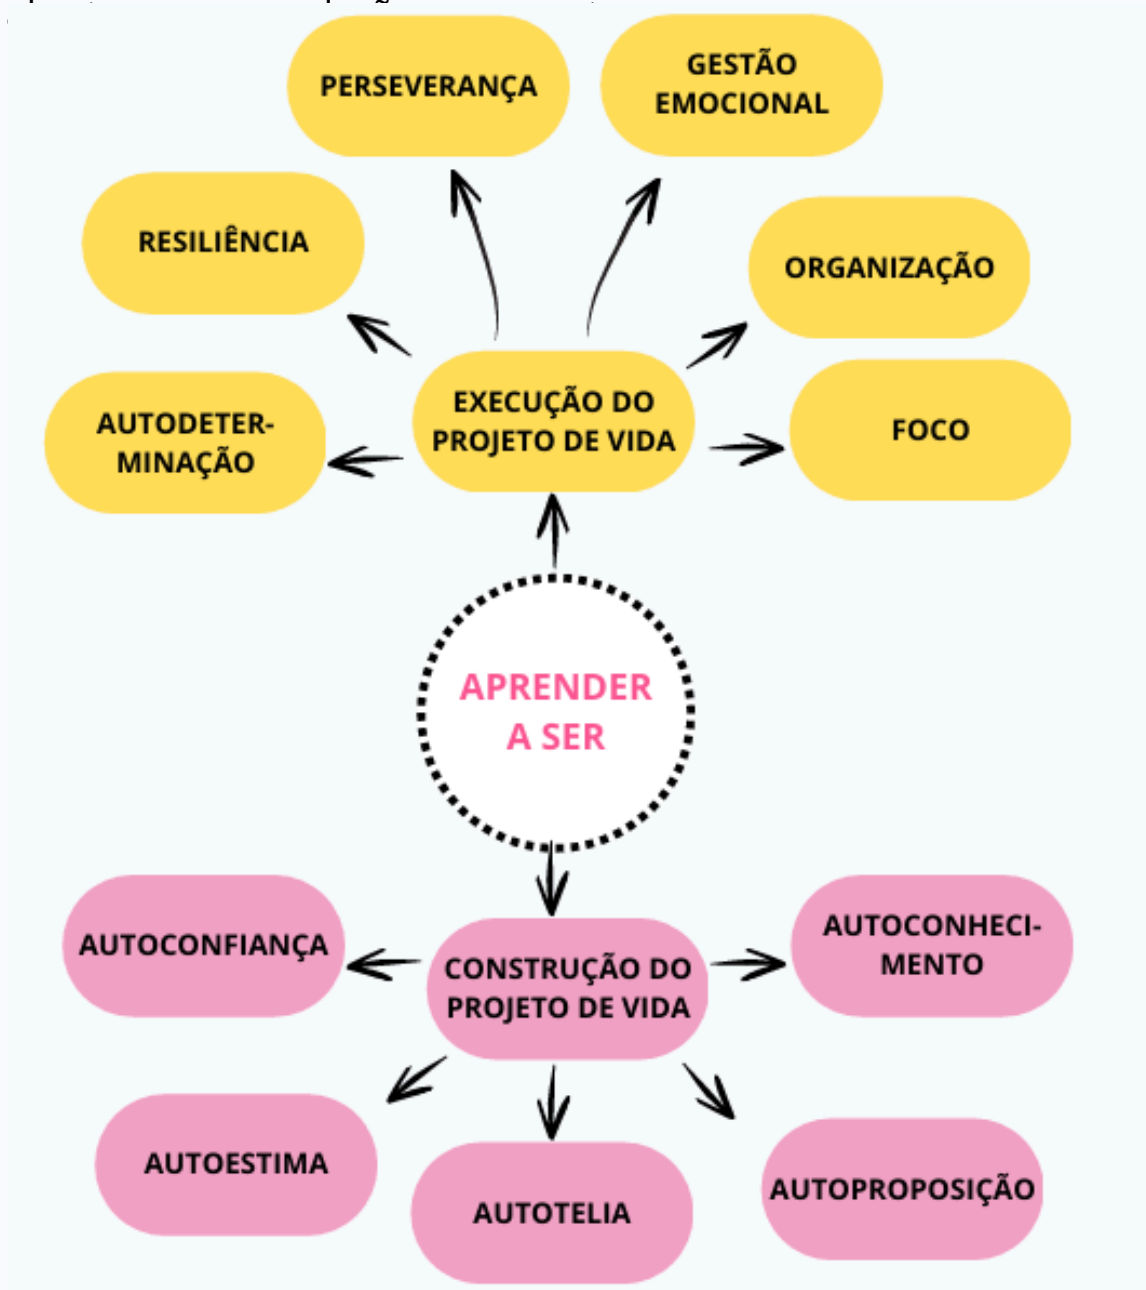 PERSEVERANÇA
GESTÃO
EMOCIONAL
RESILIÊNCIA
ORGANIZAÇÃO
AUTODETER-
MINAÇÃO
EXECUÇÃO DO
PROJETO DE VIDA
FOCO
APRENDER
A SER
AUTOCONFIANÇA
CONSTRUÇÃO DO
PROJETO DE VIDA
AUTOCONHECI-
MENTO
AUTOESTIMA
AUTOTELIA
AUTOPROPOSIÇÃO